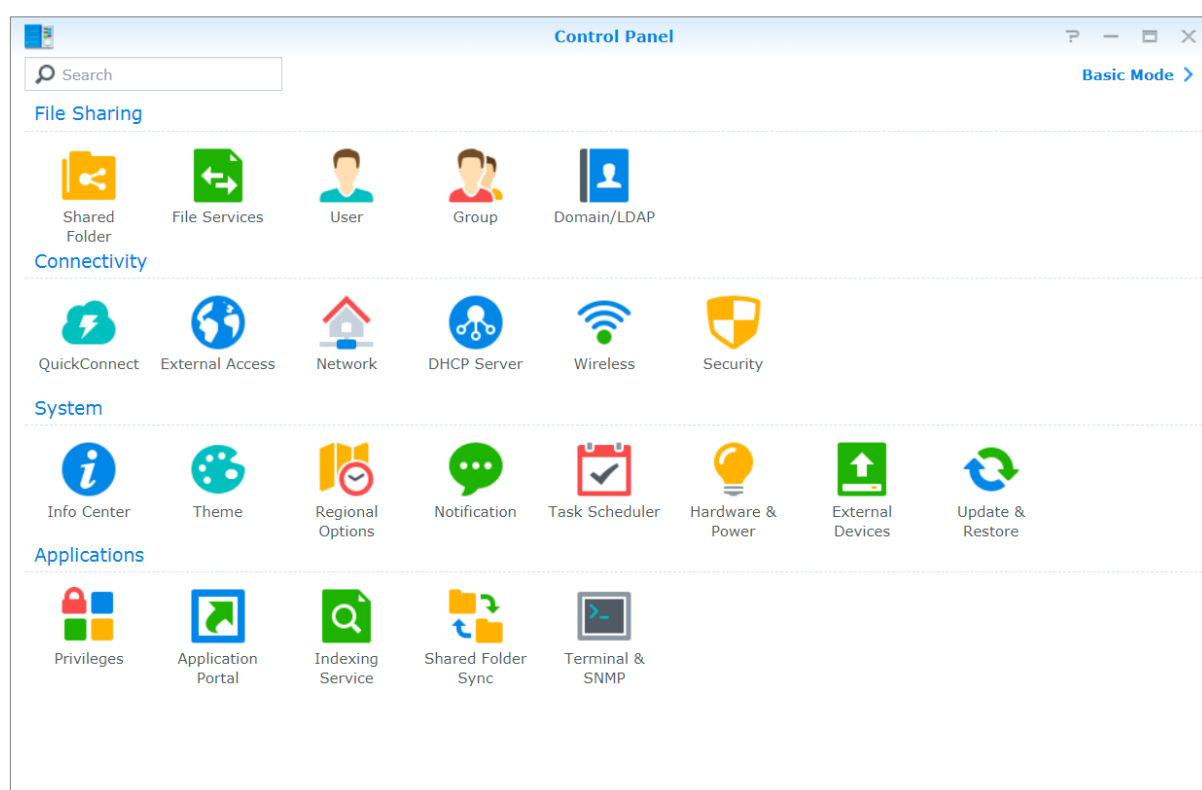 Control Panel
Search
Basic Mode
File Sharing
Shared Folder
File Services
User
Group
Domain/LDAP
Connectivity
QuickConnect
External Access
Network
DHCP Server
Wireless
Security
System
Info Center
Theme
Regional Options
Notification
Task Scheduler
Hardware & Power
External Devices
Update & Restore
Applications
Privileges
Application Portal
Indexing Service
Shared Folder Sync
Terminal & SNMP